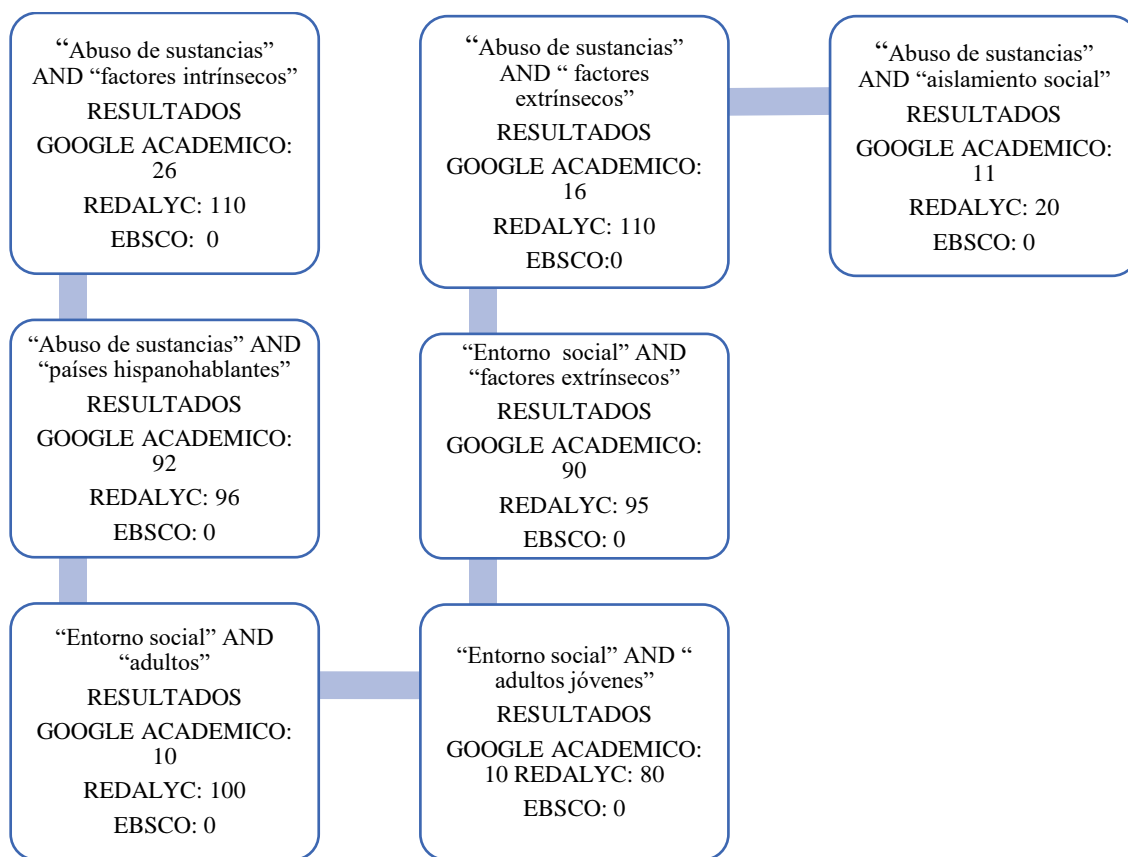 “Abuso de sustancias”
AND “factores intrínsecos”
RESULTADOS
GOOGLE ACADEMICO:
26
REDALYC: 110
EBSCO:  0
“Abuso de sustancias” AND
“países hispanohablantes”
RESULTADOS
GOOGLE ACADEMICO:
92
REDALYC: 96
EBSCO: 0
“Entorno social” AND
“adultos”
RESULTADOS
GOOGLE ACADEMICO:
10
REDALYC: 100
EBSCO: 0
“Entorno social” AND “
adultos jóvenes”
RESULTADOS
GOOGLE ACADEMICO:
10 REDALYC: 80
EBSCO: 0
“Entorno  social” AND
“factores extrínsecos”
RESULTADOS
GOOGLE ACADEMICO:
90
REDALYC: 95
EBSCO: 0
“Abuso de sustancias”
AND “ factores
extrínsecos”
RESULTADOS
GOOGLE ACADEMICO:
16
REDALYC: 110
EBSCO:0
“Abuso de sustancias”
AND “aislamiento social”
RESULTADOS
GOOGLE ACADEMICO:
11
REDALYC: 20
EBSCO: 0